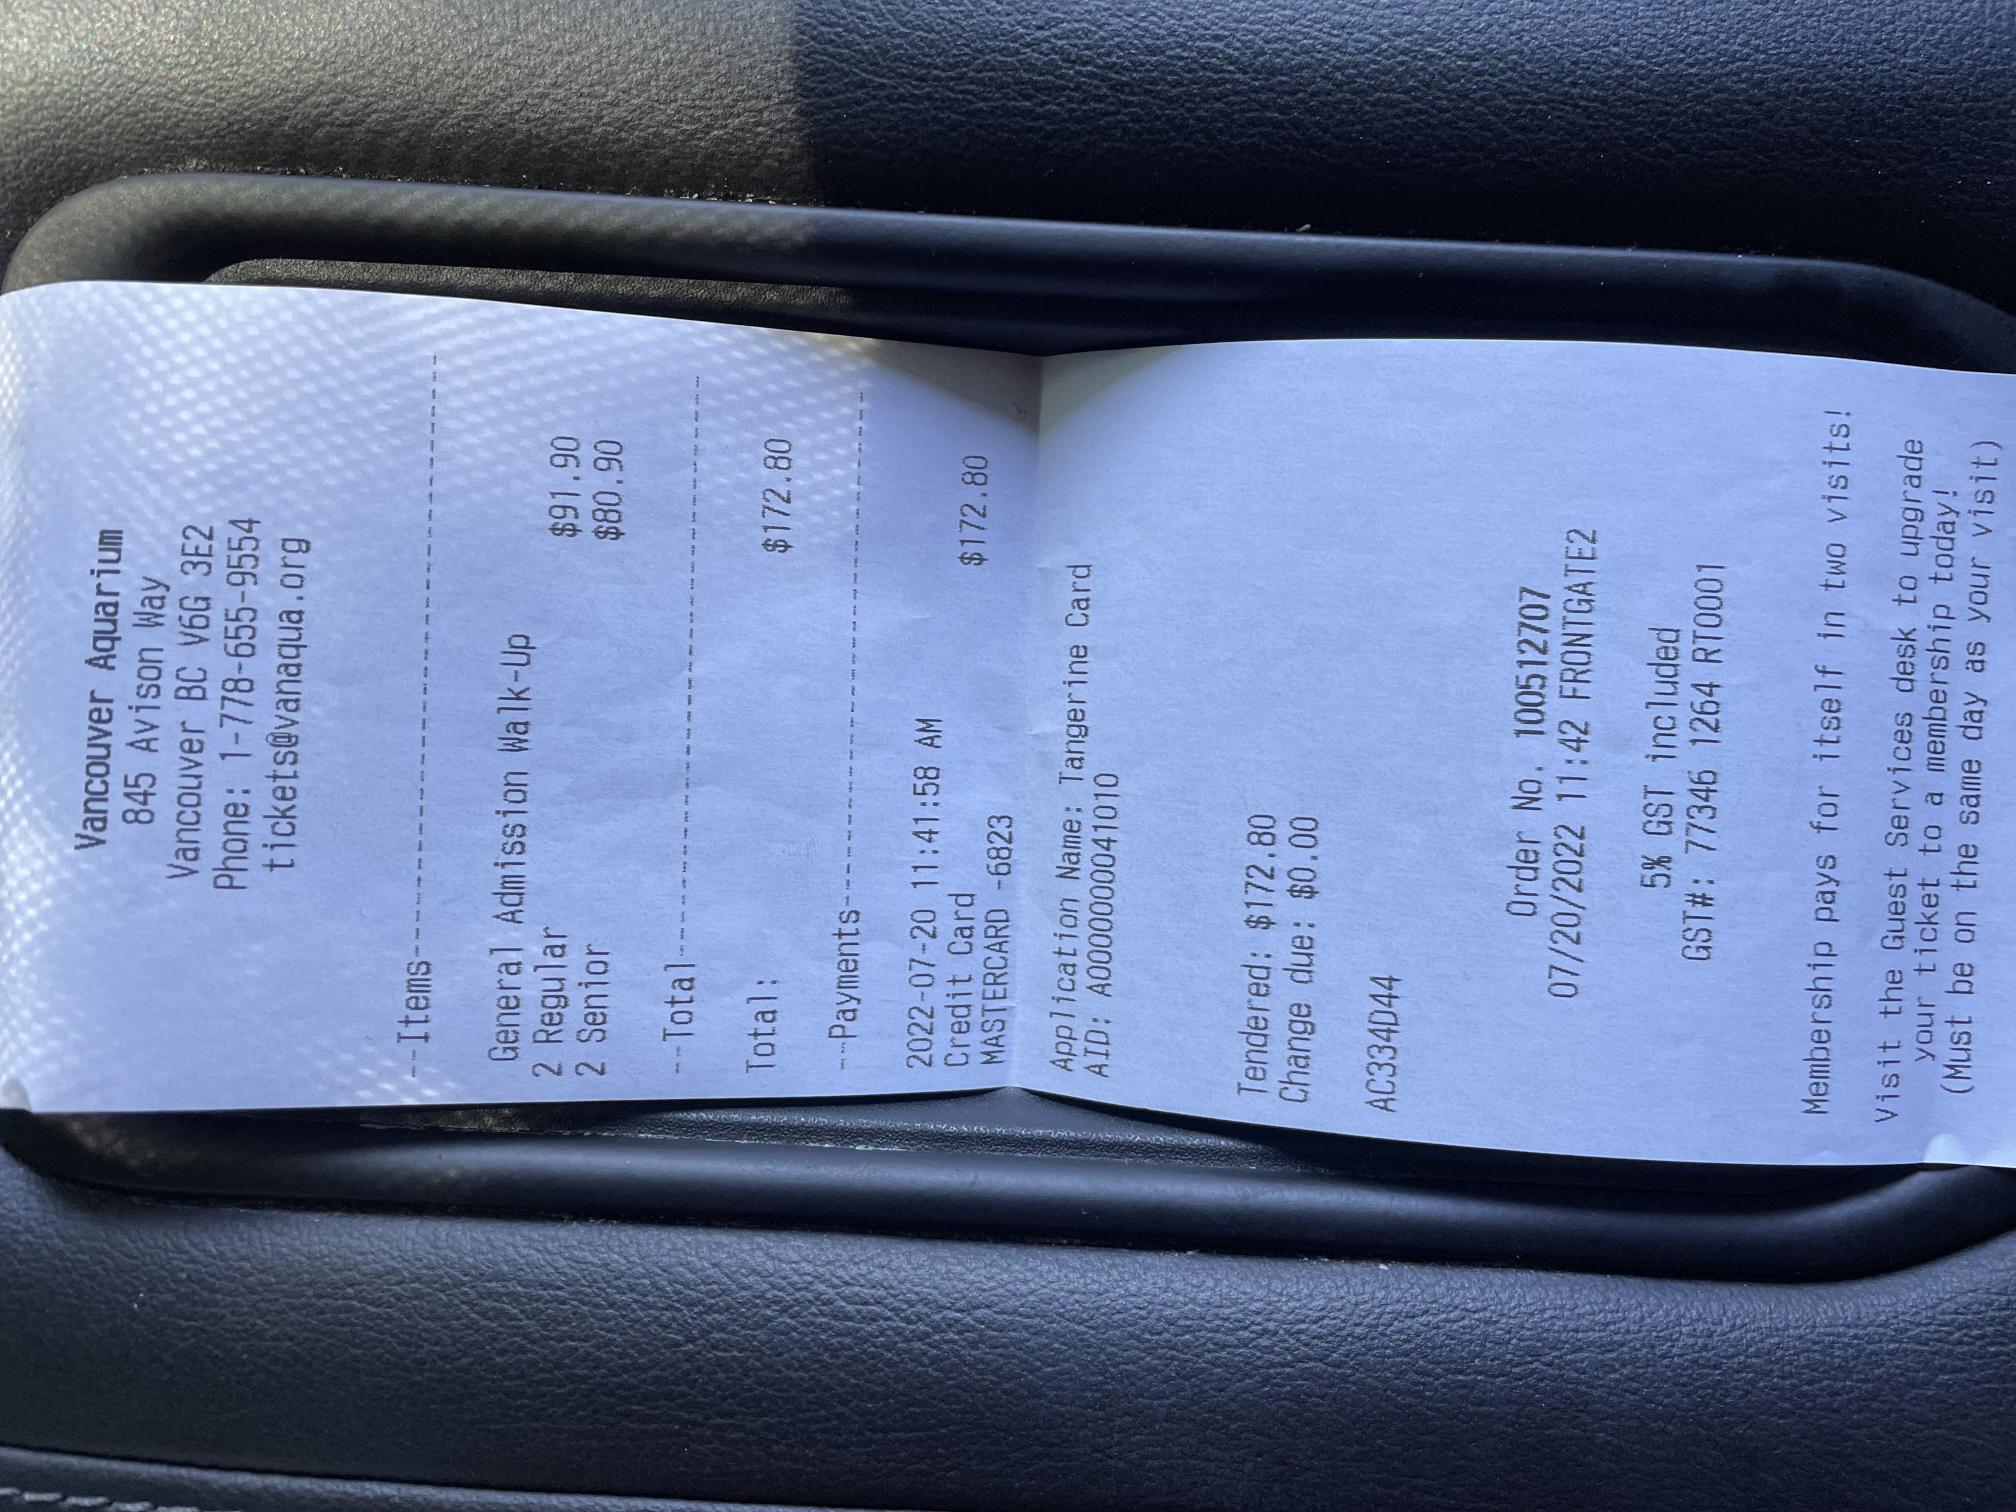 Vancouver Aquarium
845 Avison Way
Vancouver BC V6G 3E2
Phone: 1-778-655-9554
tickets@vanaqua.org
--Items--------------------------------
General Admission Walk-Up
2 Regular $91.90
2 Senior $80.90
--Total--------------------------------
Total: $172.80
--Payments-----------------------------
2022-07-20 11:41:58 AM
Credit Card $172.80
MASTERCARD -6823
Application Name: Tangerine Card
AID: A0000000041010
Tendered: $172.80
Change due: $0.00
AC334D44
Order No. 100512707
07/20/2022 11:42 FRONTGATE2
5% GST included
GST#: 77346 1264 RT0001
Membership pays for itself in two visits!
Visit the Guest Services desk to upgrade
your ticket to a membership today!
(Must be on the same day as your visit)